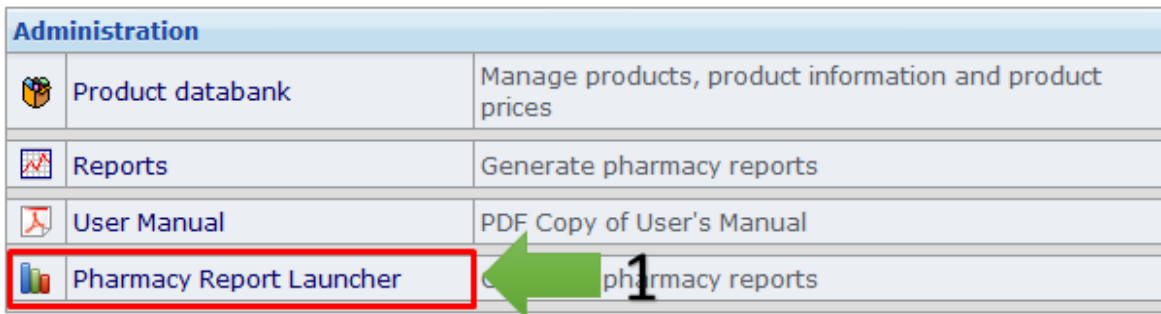 Administration
Product databank
Manage products, product information and product
prices
Reports
Generate pharmacy reports
User Manual
PDF Copy of User's Manual
Pharmacy Report Launcher
pharmacy reports
1